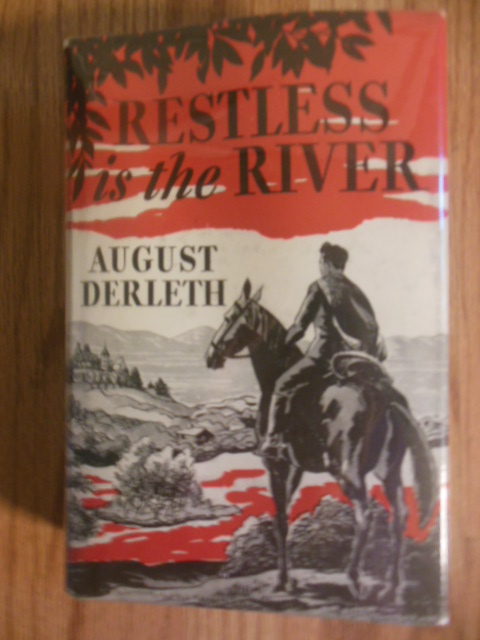 RESTLESS
is the RIVER
AUGUST
DERLETH